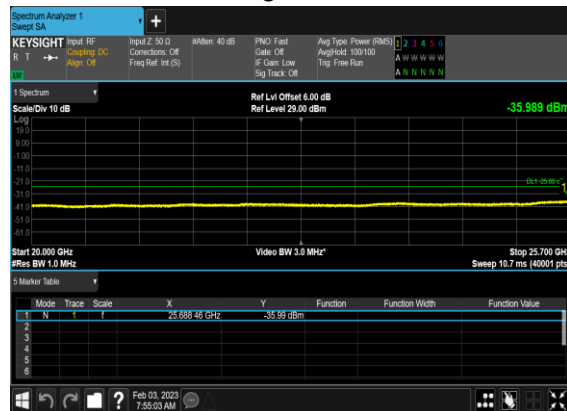 Spectrum Analyzer 1
Swept SA
+
KEYSIGHT Input: RF Input Z: 50 Ω #Atten: 40 dB PNO: Fast Avg Type: Power (RMS) 1 2 3 4 5 6
R T Coupling: DC Corrections: Off Gate: Off Avg|Hold: 100/100 A W W W W W
Align: Off Freq Ref: Int (S) IF Gain: Low Trig: Free Run
LV Sig Track: Off A N N N N N
1 Spectrum Ref Lvl Offset 6.00 dB
Scale/Div 10 dB Ref Level 29.00 dBm -35.989 dBm
Log
19.0
9.00
-1.00
-11.0
-21.0 DL1 -25.00
-31.0 1
-41.0
-51.0
-61.0
Start 20.000 GHz Video BW 3.0 MHz* Stop 25.700 GH
#Res BW 1.0 MHz Sweep 10.7 ms (40001 pts
5 Marker Table
Mode Trace Scale X Y Function Function Width Function Value
1 N 1 f 25.688 46 GHz -35.99 dBm
2
3
4
5
6
? Feb 03, 2023
7:55:03 AM